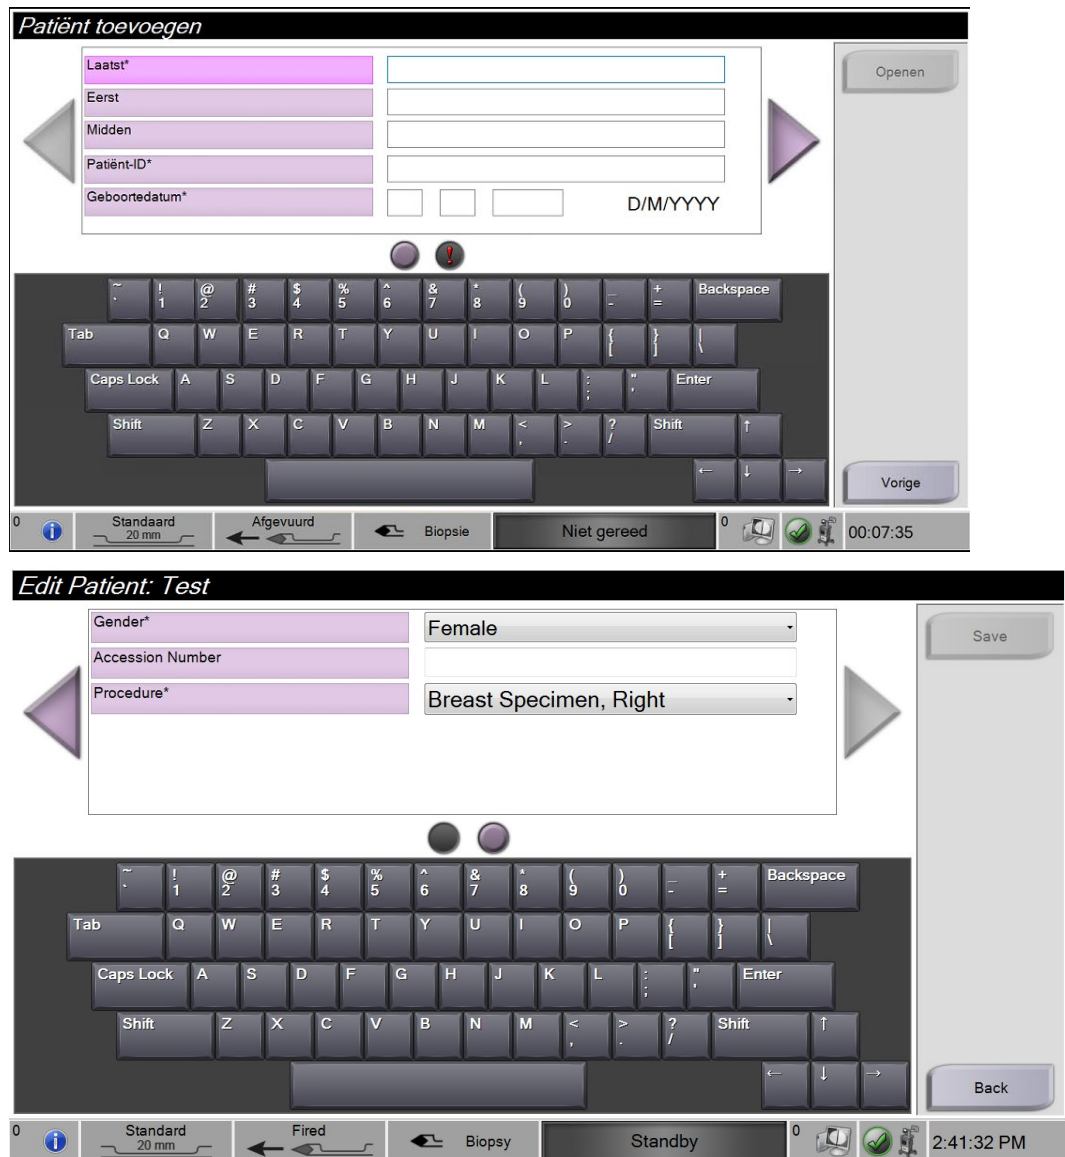 Patiënt toevoegen
Laatst*
Eerst
Midden
Patiënt-ID*
Geboortedatum*
D/M/YYYY
Openen
~ ! @ # $ % ^ & * ( ) _ + Backspace
` 1 2 3 4 5 6 7 8 9 0 - =
Tab Q W E R T Y U I O P { } |
[ ] \
Caps Lock A S D F G H J K L : " Enter
; '
Shift Z X C V B N M < > ? Shift ↑
, . /
← ↓ →
Vorige
0 Standaard 20 mm Afgevuurd Biopsie Niet gereed 0 00:07:35
Edit Patient: Test
Gender* Female
Accession Number
Procedure* Breast Specimen, Right
Save
~ ! @ # $ % ^ & * ( ) _ + Backspace
` 1 2 3 4 5 6 7 8 9 0 - =
Tab Q W E R T Y U I O P { } |
[ ] \
Caps Lock A S D F G H J K L : " Enter
; '
Shift Z X C V B N M < > ? Shift ↑
, . /
← ↓ →
Back
0 Standard 20 mm Fired Biopsy Standby 0 2:41:32 PM